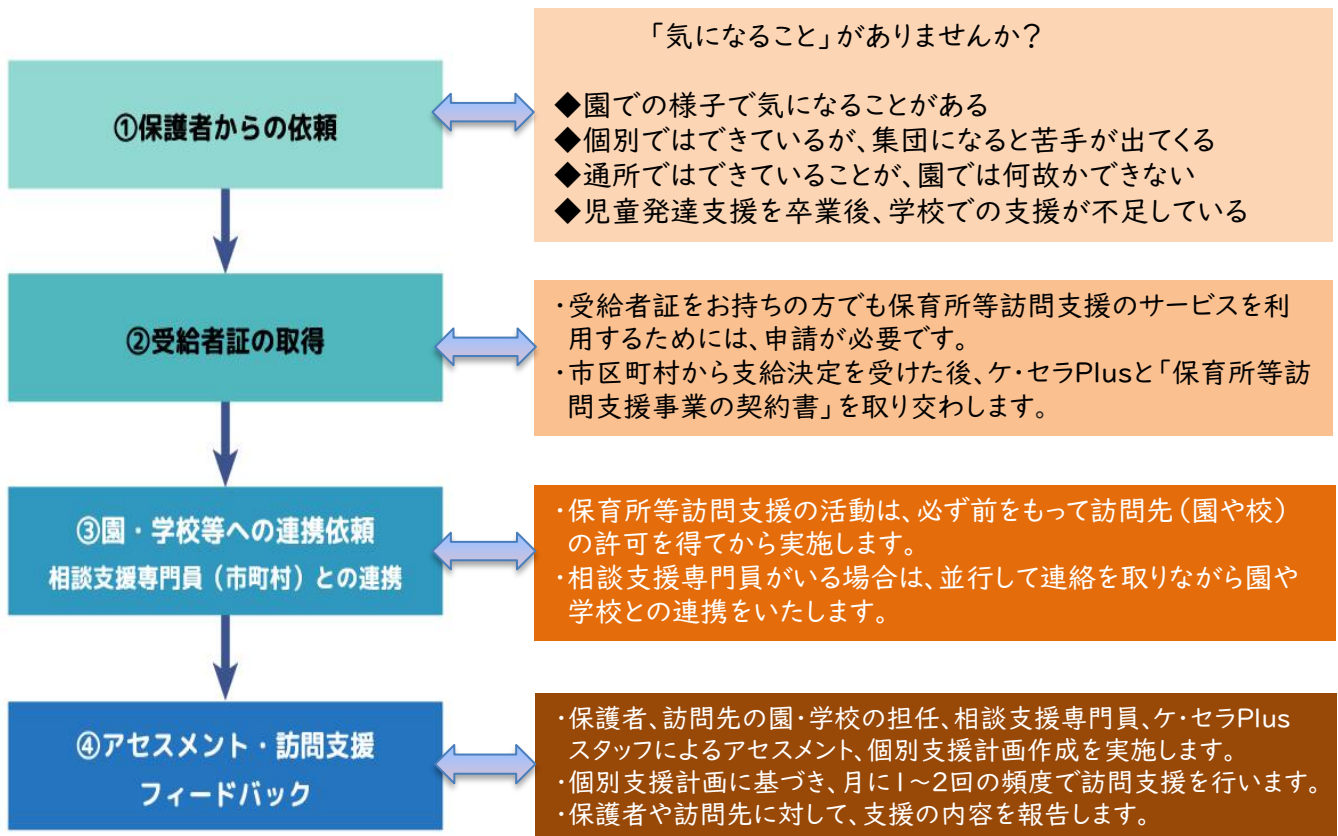 ①保護者からの依頼
「気になること」がありませんか?
◆園での様子で気になることがある
◆個別ではできているが、集団になると苦手が出てくる
◆通所ではできていることが、園では何故かできない
◆児童発達支援を卒業後、学校での支援が不足している
②受給者証の取得
・受給者証をお持ちの方でも保育所等訪問支援のサービスを利
用するためには、申請が必要です。
・市区町村から支給決定を受けた後、ケ・セラPlusと「保育所等訪
問支援事業の契約書」を取り交わします。
③園・学校等への連携依頼
相談支援専門員（市町村）との連携
・保育所等訪問支援の活動は、必ず前をもって訪問先（園や校）
の許可を得てから実施します。
・相談支援専門員がいる場合は、並行して連絡を取りながら園や
学校との連携をいたします。
④アセスメント・訪問支援
フィードバック
・保護者、訪問先の園・学校の担任、相談支援専門員、ケ・セラPlus
スタッフによるアセスメント、個別支援計画作成を実施します。
・個別支援計画に基づき、月に1～2回の頻度で訪問支援を行います。
・保護者や訪問先に対して、支援の内容を報告します。